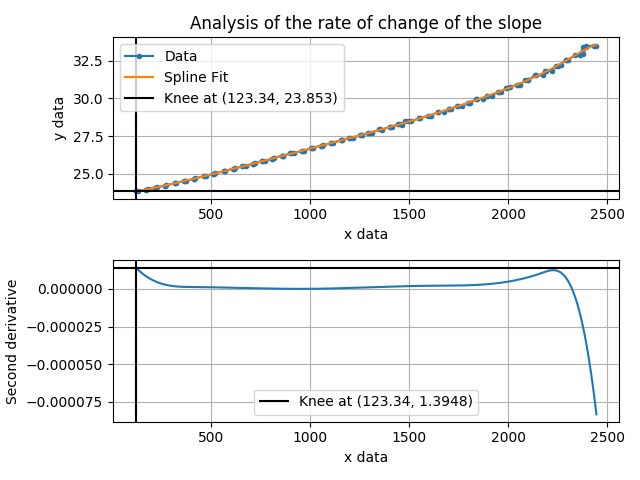 Analysis of the rate of change of the slope
Data
Spline Fit
Knee at (123.34, 23.853)
y data
32.5
30.0
27.5
25.0
500
1000
1500
2000
2500
x data
Second derivative
0.000000
−0.000025
−0.000050
−0.000075
Knee at (123.34, 1.3948)
500
1000
1500
2000
2500
x data